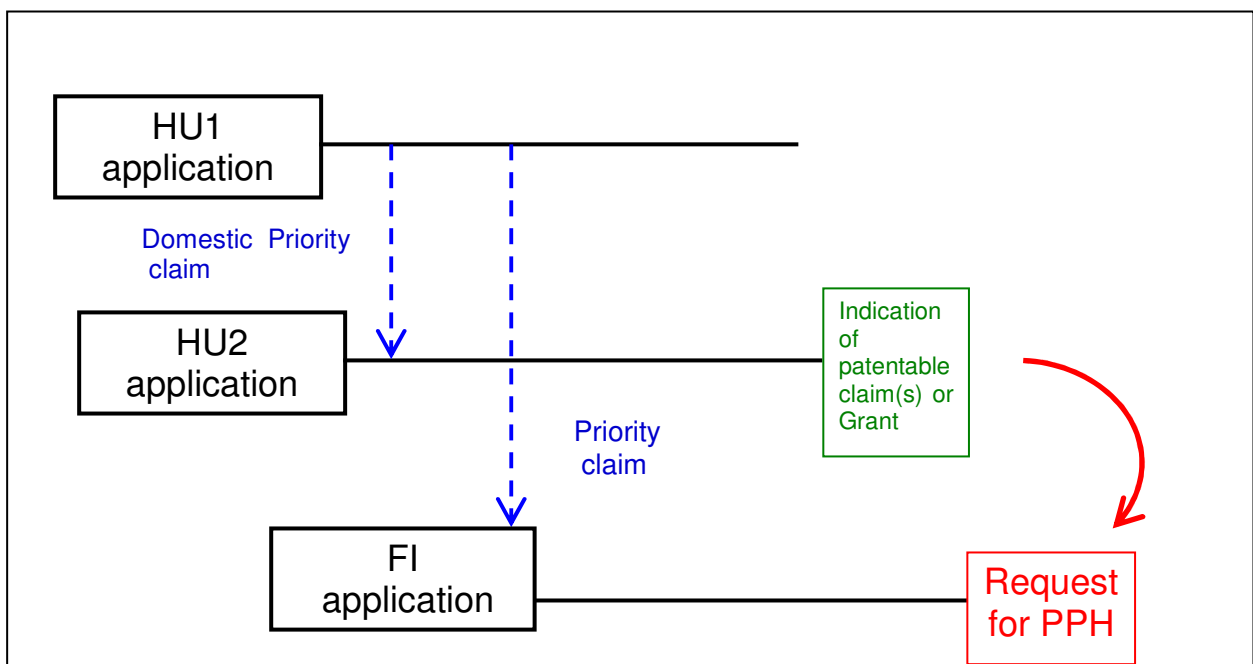 HU1
application
Domestic Priority
claim
HU2
application
Indication
of
patentable
claim(s) or
Grant
Priority
claim
FI
application
Request
for PPH